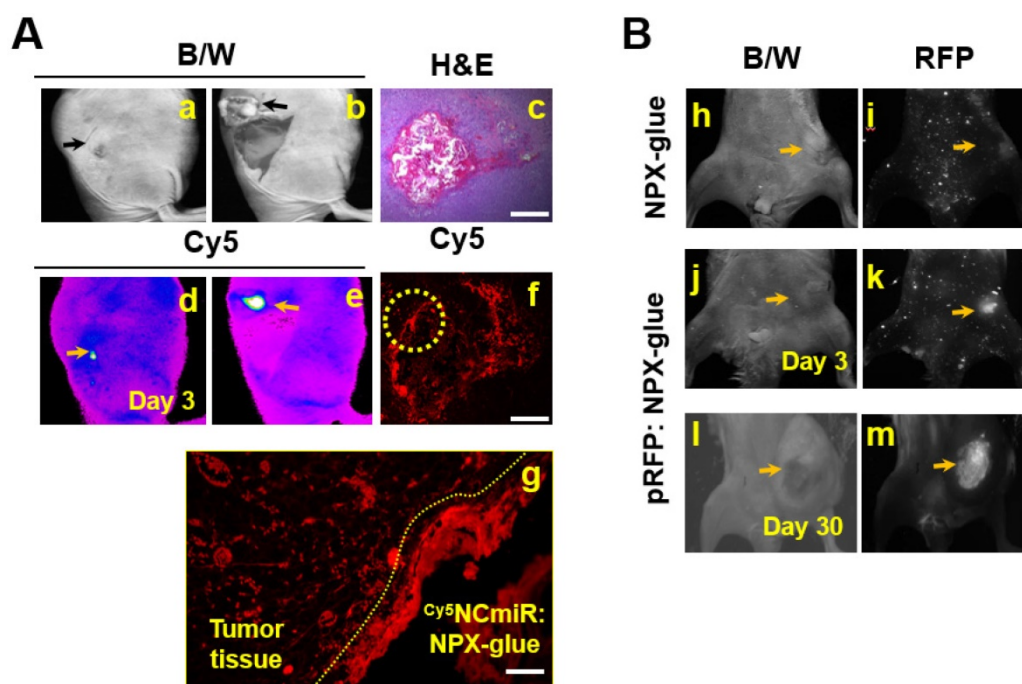 A
B/W
H&E
a
b
c
Cy5
Cy5
d
e
f
Day 3
g
Tumor
tissue
Cy5NCmiR:
NPX-glue
B
B/W
RFP
NPX-glue
h
i
pRFP: NPX-glue
j
k
Day 3
l
m
Day 30